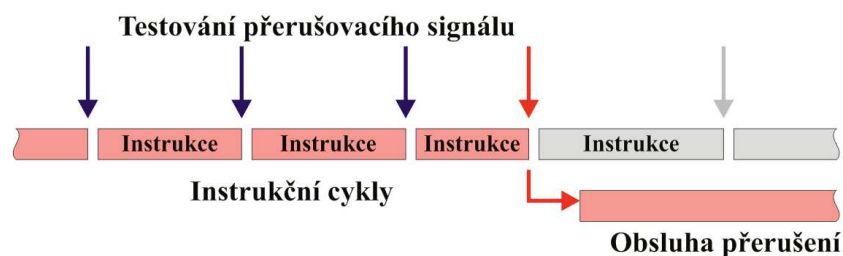 Testování přerušovacího signálu
Instrukce
Instrukce
Instrukce
Instrukce
Instrukční cykly
Obsluha přerušení